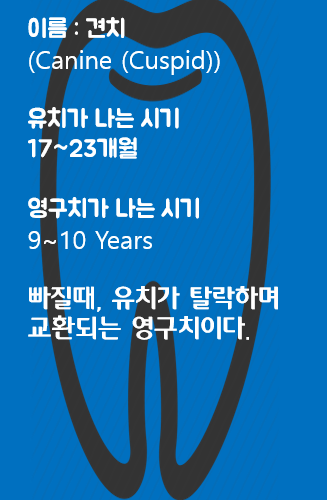 이름 : 견치
(Canine (Cuspid))
유치가 나는 시기
17~23개월
영구치가 나는 시기
9~10 Years
빠질때, 유치가 탈락하며
교환되는 영구치이다.